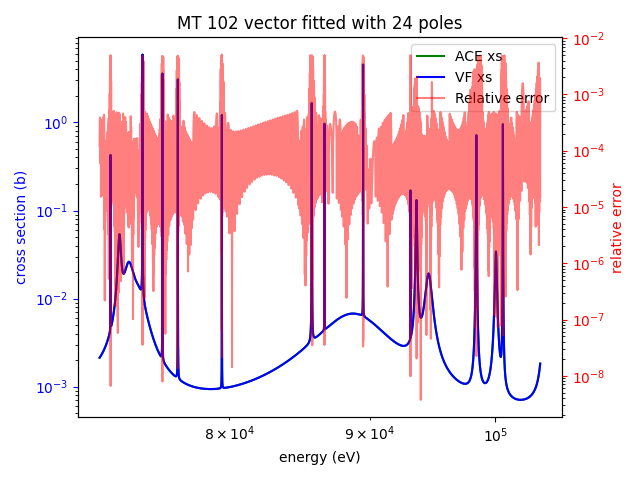 MT 102 vector fitted with 24 poles
ACE xs
VF xs
Relative error
cross section (b)
10⁰
10⁻¹
10⁻²
10⁻³
10⁻²
10⁻³
10⁻⁴
10⁻⁵
10⁻⁶
10⁻⁷
10⁻⁸
relative error
8 × 10⁴
9 × 10⁴
10⁵
energy (eV)